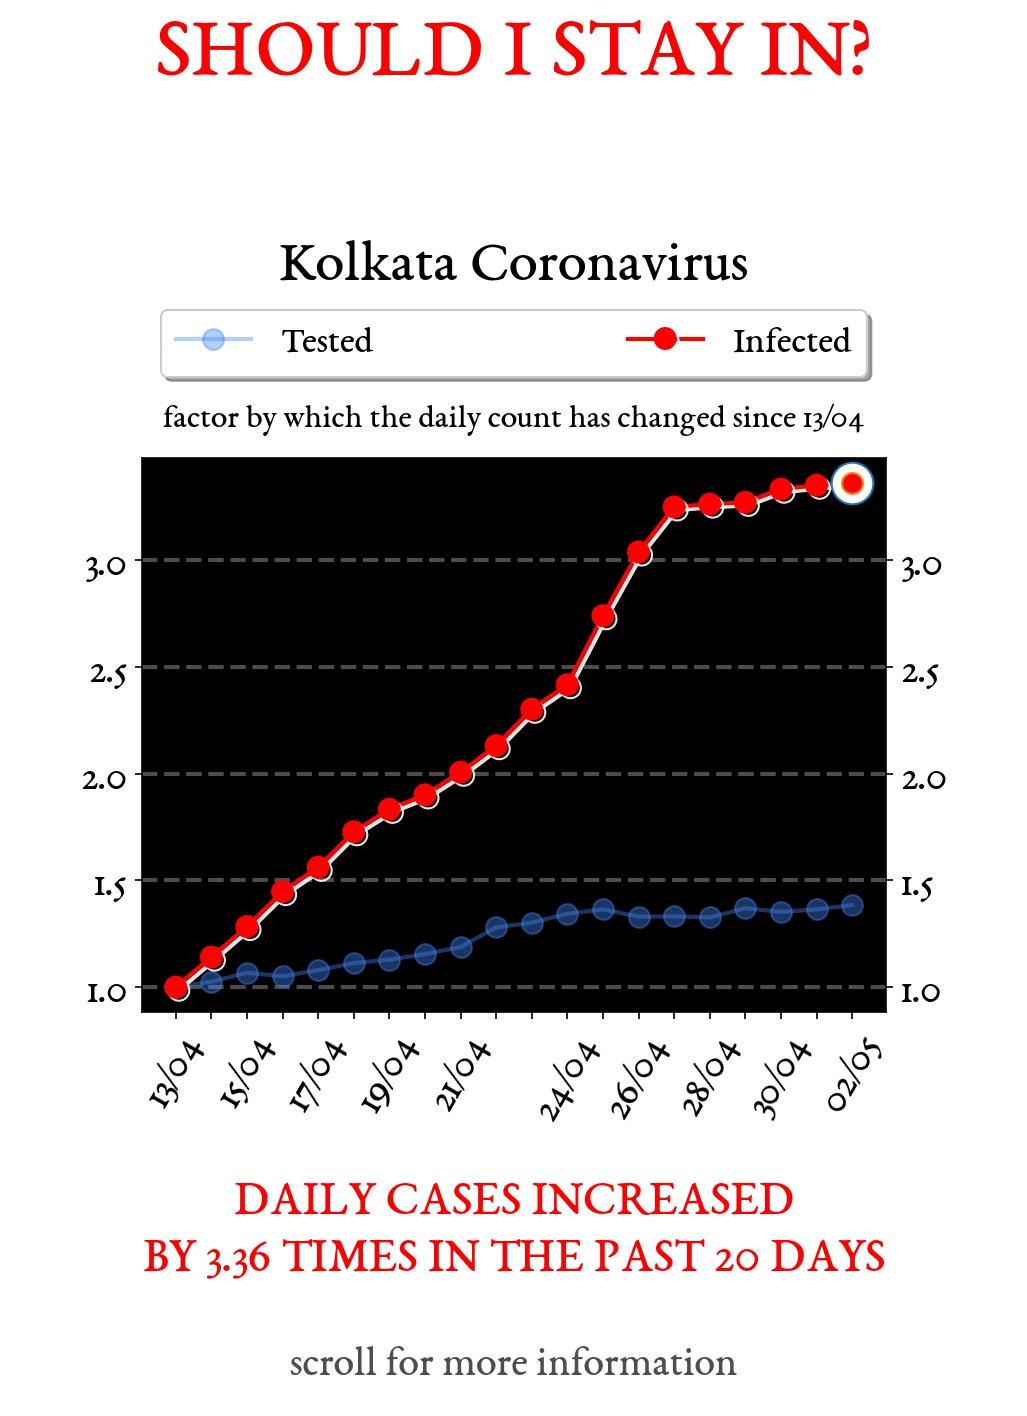 SHOULD I STAY IN?
Kolkata Coronavirus
Tested Infected
factor by which the daily count has changed since 13/04
3.0 3.0
2.5 2.5
2.0 2.0
1.5 1.5
1.0 1.0
13/04 15/04 17/04 19/04 21/04 24/04 26/04 28/04 30/04 02/05
DAILY CASES INCREASED
BY 3.36 TIMES IN THE PAST 20 DAYS
scroll for more information